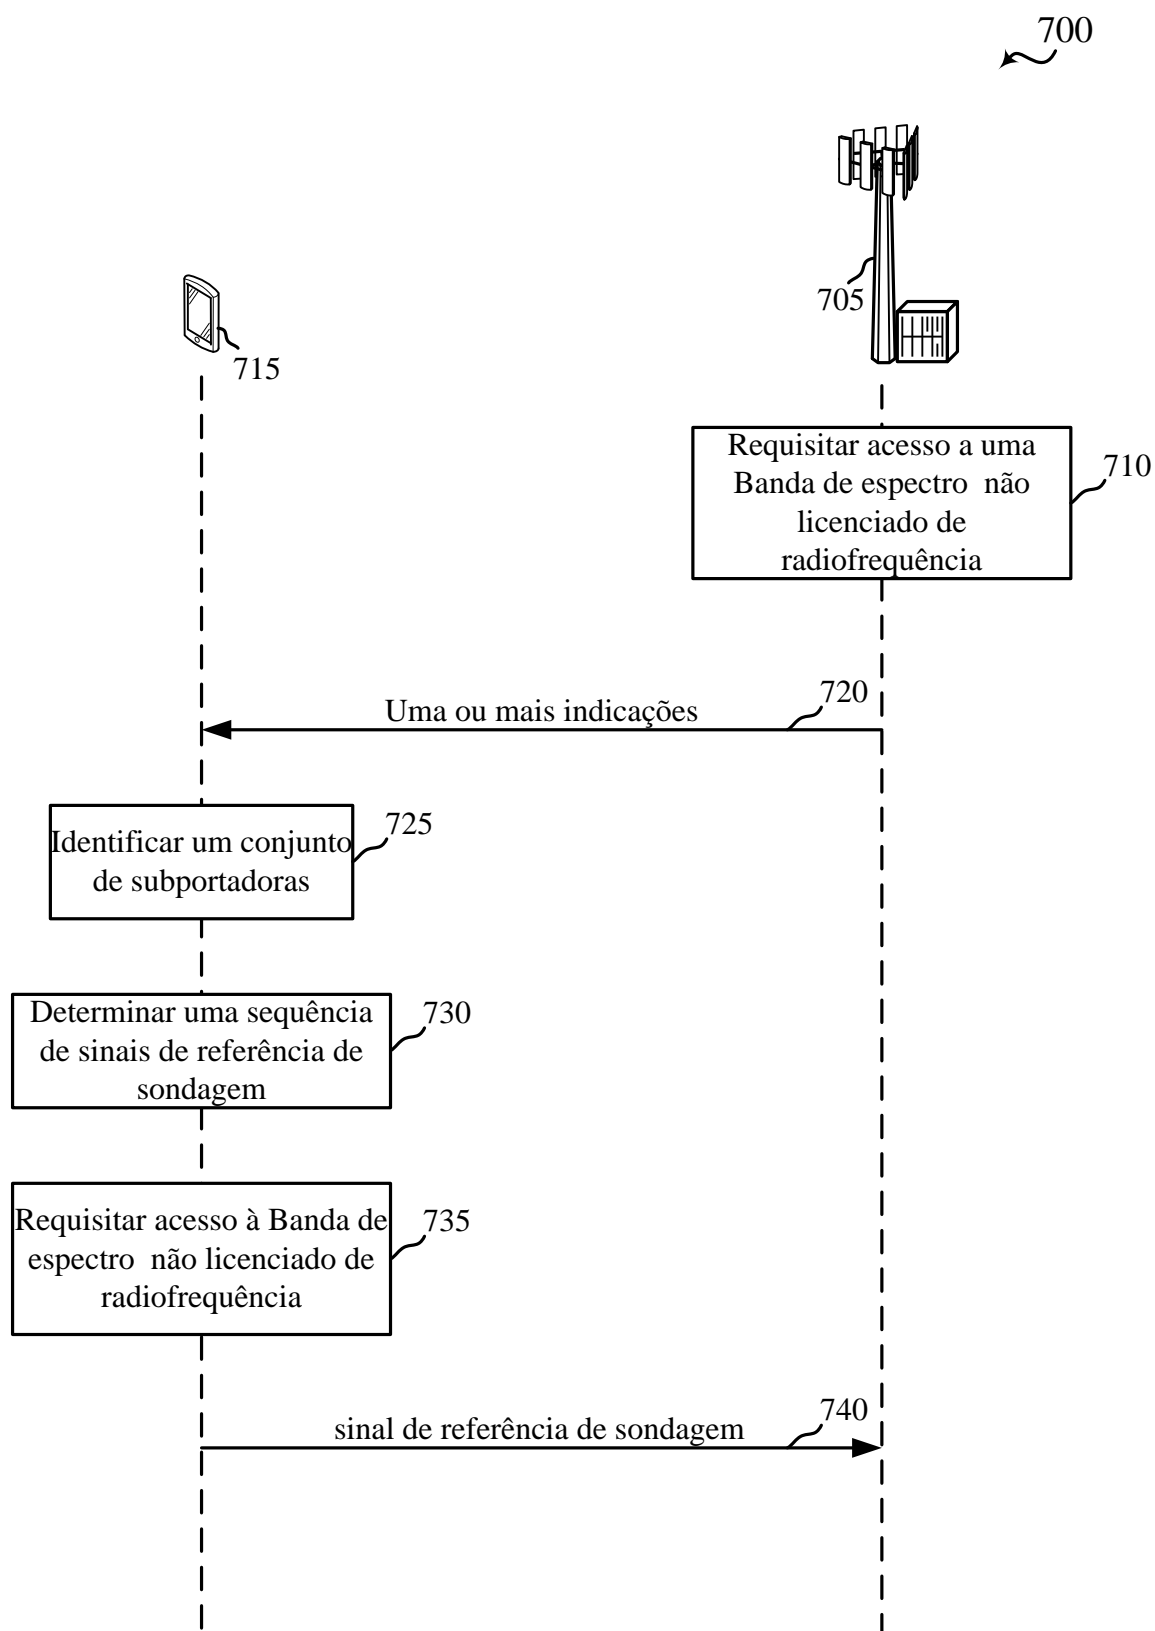 700
705
715
Requisitar acesso a uma
Banda de espectro não
licenciado de
radiofrequência
710
720
Uma ou mais indicações
725
Identificar um conjunto
de subportadoras
730
Determinar uma sequência
de sinais de referência de
sondagem
735
Requisitar acesso à Banda de
espectro não licenciado de
radiofrequência
740
sinal de referência de sondagem